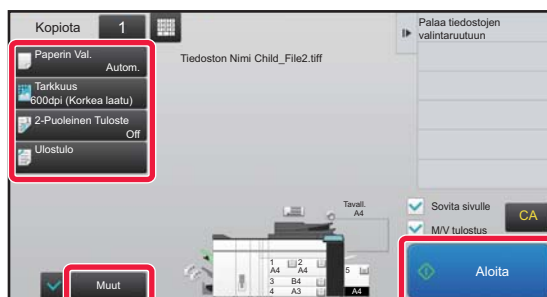 Kopiota 1
Palaa tiedostojen
valintaruutuun
Paperin Val.
Autom.
Tiedoston Nimi Child_File2.tiff
Tarkkuus
600dpi (Korkea laatu)
2-Puoleinen Tuloste
Off
Ulostulo
Tavall.
A4
Sovita sivulle
CA
M/V tulostus
1 2
A4 A4 5
3 B4
4 A3 A4
Muut
Aloita